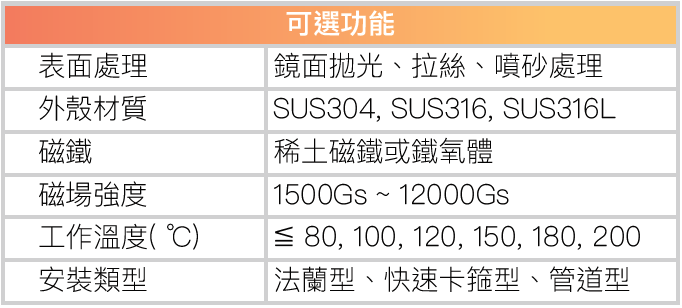 可選功能
表面處理 鏡面拋光、拉絲、噴砂處理
外殼材質 SUS304, SUS316, SUS316L
磁鐵 稀土磁鐵或鐵氧體
磁場強度 1500Gs ~ 12000Gs
工作溫度( ℃) ≦ 80, 100, 120, 150, 180, 200
安裝類型 法蘭型、快速卡箍型、管道型